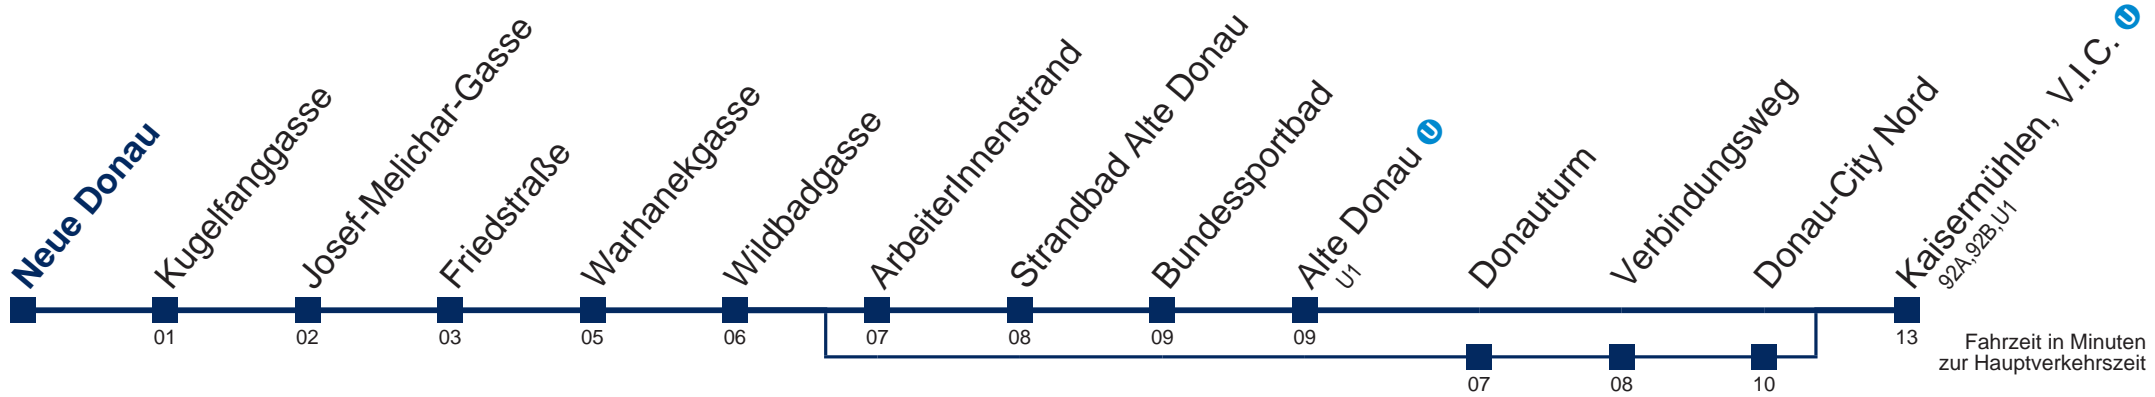 Neue Donau
Kugelfanggasse
Josef-Melichar-Gasse
Friedstraße
Warhanekgasse
Wildbadgasse
ArbeiterInnenstrand
Strandbad Alte Donau
Bundessportbad
Alte Donau U
U1
Donauturm
Verbindungsweg
Donau-City Nord
Kaisermühlen, V.I.C. U
92A,92B,U1
01 02 03 05 06 07 08 09 09 13
Fahrzeit in Minuten
zur Hauptverkehrszeit
07 08 10